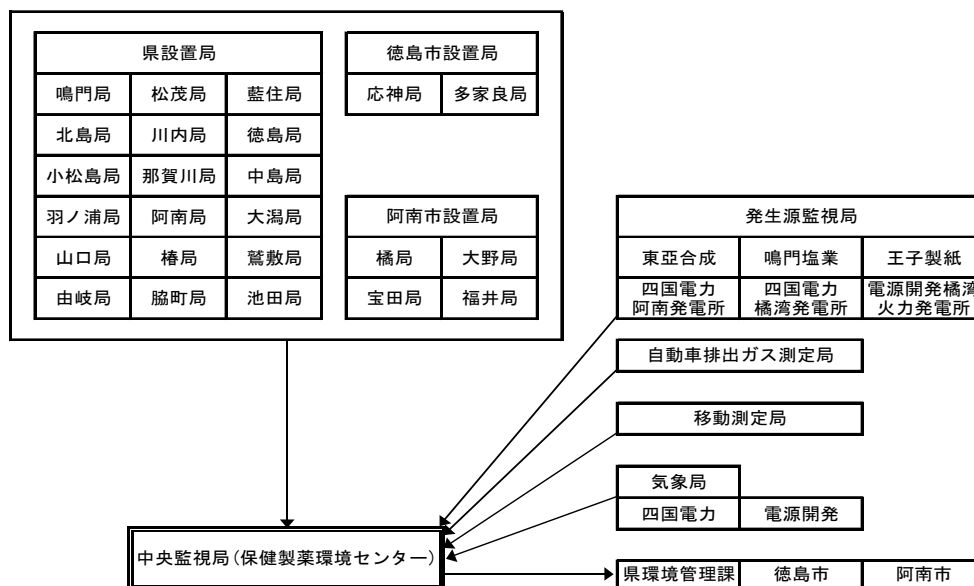 県設置局
鳴門局 松茂局 藍住局
北島局 川内局 徳島局
小松島局 那賀川局 中島局
羽ノ浦局 阿南局 大潟局
山口局 椿局 鷲敷局
由岐局 脇町局 池田局
徳島市設置局
応神局 多家良局
阿南市設置局
橘局 大野局
宝田局 福井局
発生源監視局
東亞合成 鳴門塩業 王子製紙
四国電力 四国電力 電源開発橘湾
阿南発電所 橘湾発電所 火力発電所
自動車排出ガス測定局
移動測定局
気象局
四国電力 電源開発
中央監視局(保健製薬環境センター)
県環境管理課 徳島市 阿南市